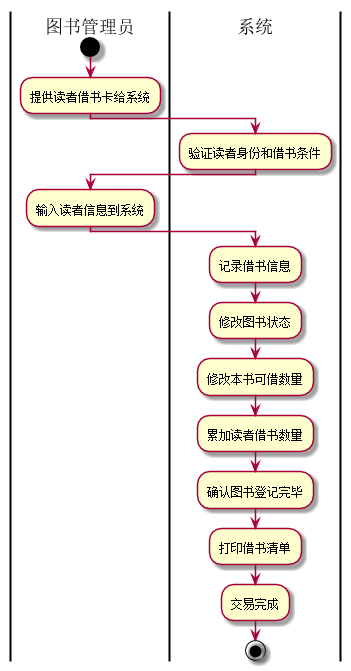 图书管理员
系统
提供读者借书卡给系统
验证读者身份和借书条件
输入读者信息到系统
记录借书信息
修改图书状态
修改本书可借数量
累加读者借书数量
确认图书登记完毕
打印借书清单
交易完成